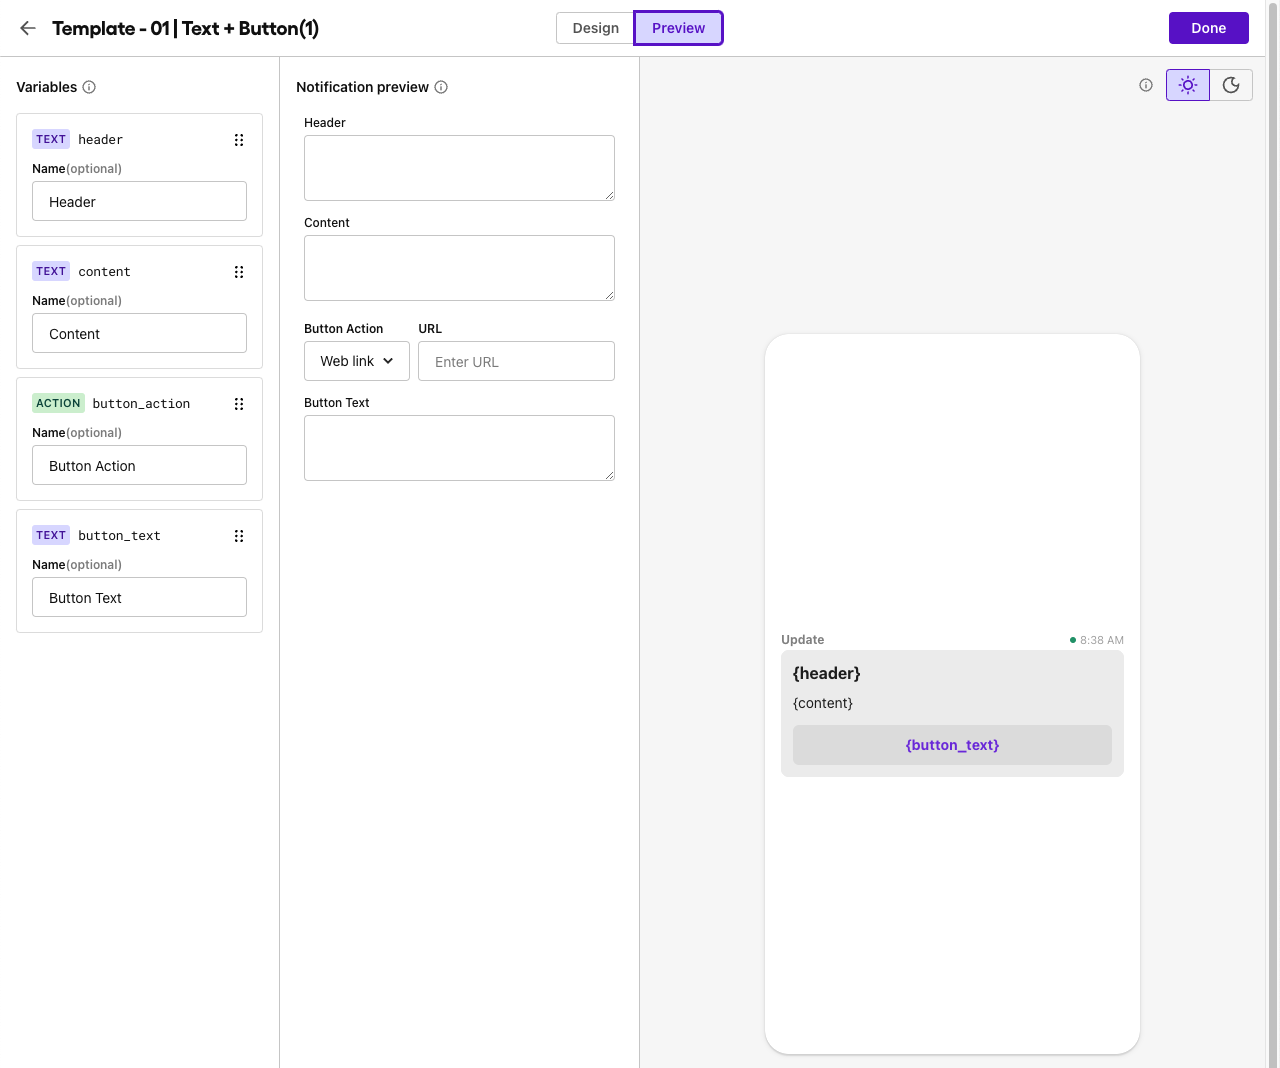 Template - 01 | Text + Button(1)
Design
Preview
Done
Variables
TEXT header
Name(optional)
Header
TEXT content
Name(optional)
Content
ACTION button_action
Name(optional)
Button Action
TEXT button_text
Name(optional)
Button Text
Notification preview
Header
Content
Button Action URL
Web link Enter URL
Button Text
Update 8:38 AM
{header}
{content}
{button_text}